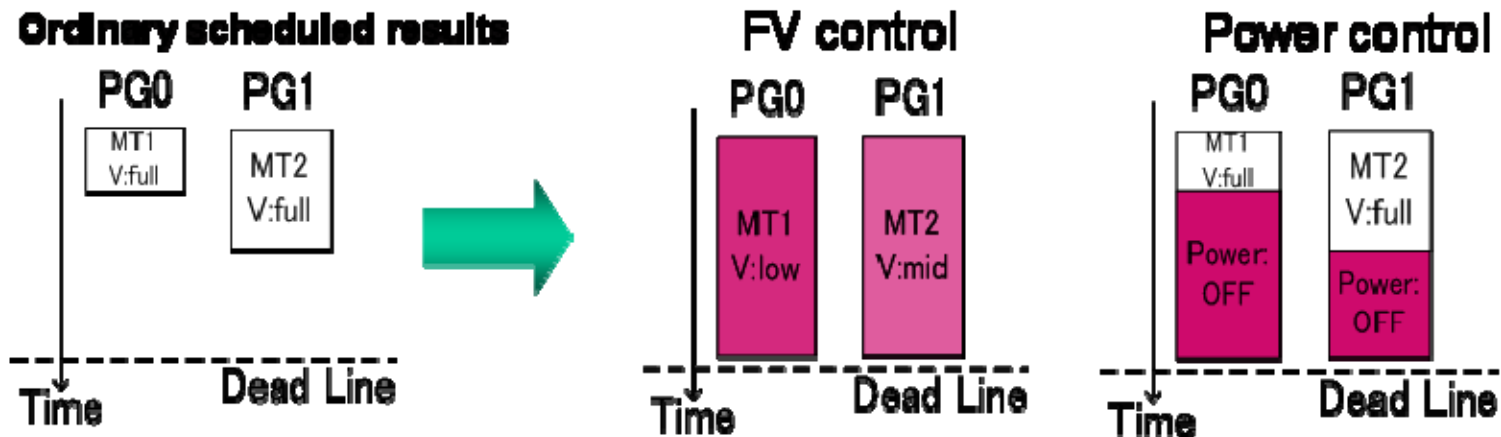 Ordinary scheduled results
PG0
PG1
MT1
V:full
MT2
V:full
Dead Line
Time
FV control
PG0
PG1
MT1
V:low
MT2
V:mid
Dead Line
Time
Power control
PG0
PG1
MT1
V:full
Power:
OFF
MT2
V:full
Power:
OFF
Dead Line
Time